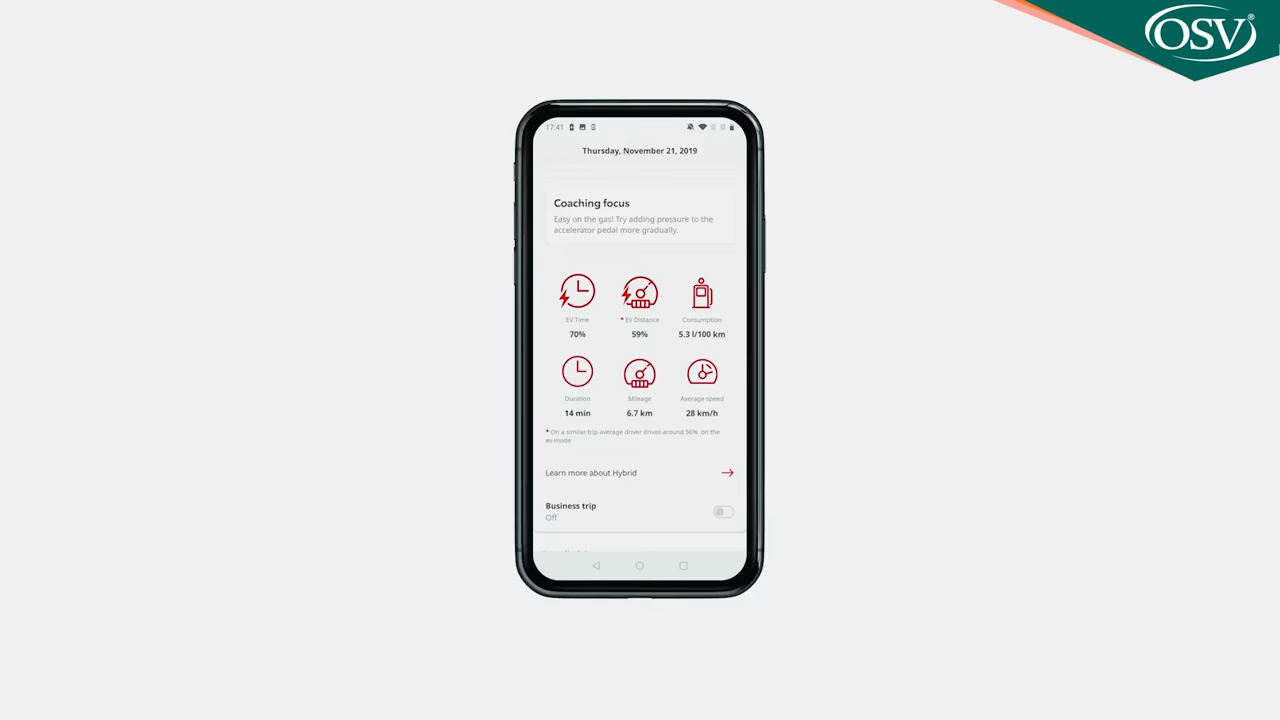 OSV®
17:41
Thursday, November 21, 2019
Coaching focus
Easy on the gas! Try adding pressure to the
accelerator pedal more gradually.
EV Time * EV Distance Consumption
70% 59% 5.3 l/100 km
Duration Mileage Average speed
14 min 6.7 km 28 km/h
* On a similar trip average driver drives around 56% on the
ev-mode
Learn more about Hybrid
Business trip
Off